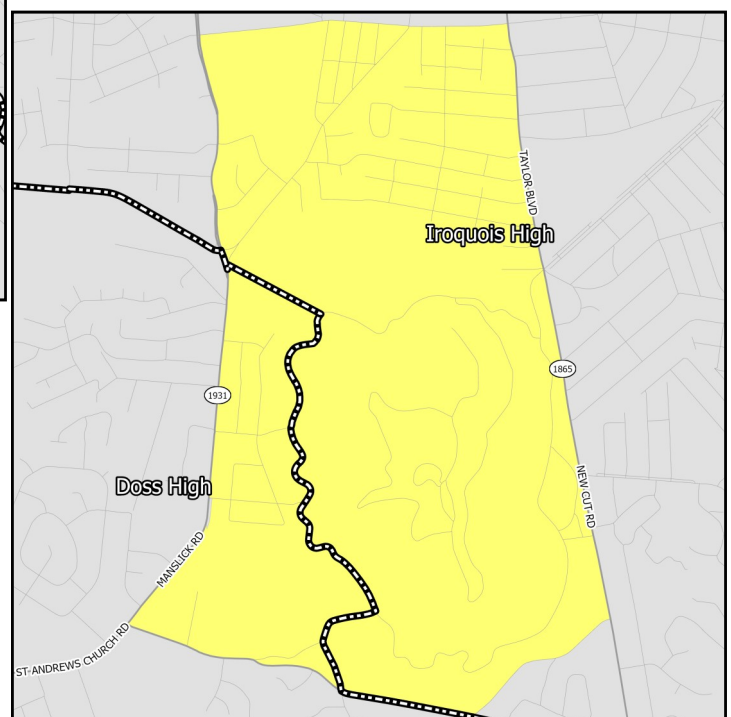 TAYLOR BLVD
Iroquois High
1865
1931
Doss High
NEW CUT RD
MANSLICK RD
ST ANDREWS CHURCH RD